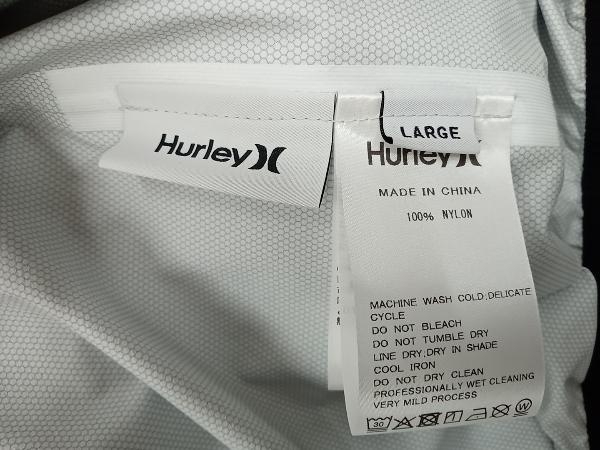 Hurley
LARGE
Hurley
MADE IN CHINA
100% NYLON
MACHINE WASH COLD,DELICATE
CYCLE
DO NOT BLEACH
DO NOT TUMBLE DRY
LINE DRY,DRY IN SHADE
COOL IRON
DO NOT DRY CLEAN
PROFESSIONALLY WET CLEANING
VERY MILD PROCESS
30
W